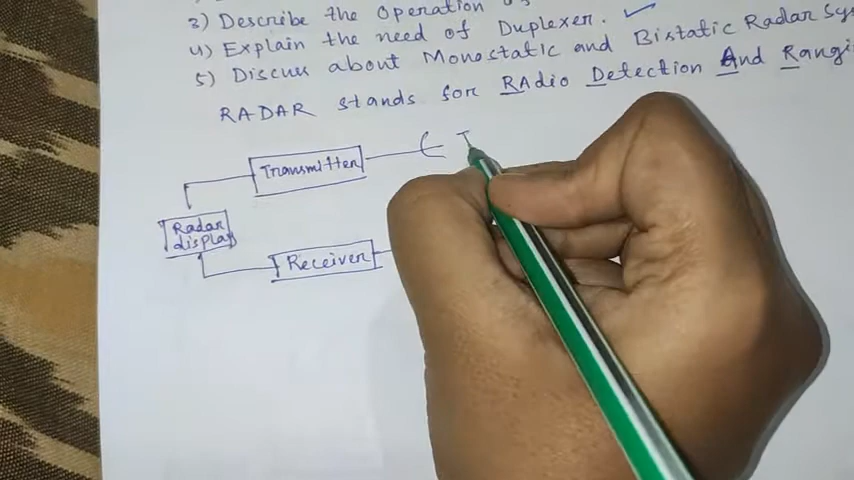 3) Describe the Operation
4) Explain the need of Duplexer.
5) Discuss about Monostatic and Bistatic Radar
RADAR stands for RAdio Detection And Rangi
Transmitter T
Radar
display
Receiver